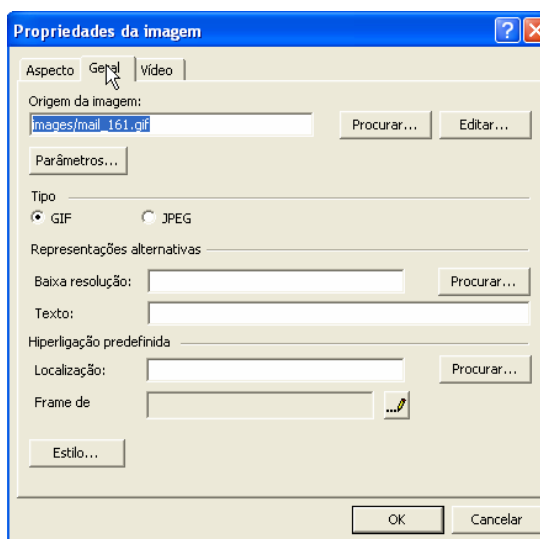 Propriedades da imagem
Aspecto Geral Vídeo
Origem da imagem:
images/mail_161.gif Procurar... Editar...
Parâmetros...
Tipo
GIF JPEG
Representações alternativas
Baixa resolução: Procurar...
Texto:
Hiperligação predefinida
Localização: Procurar...
Frame de
Estilo...
OK Cancelar